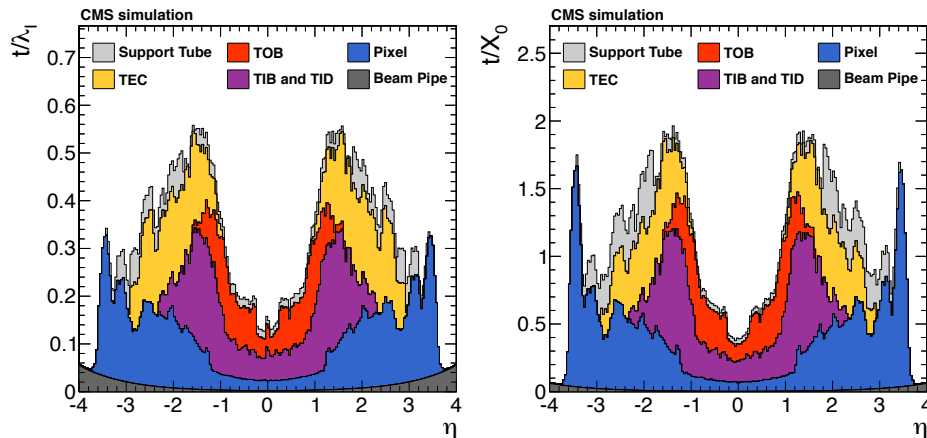 CMS simulation
t/λI
0.7
0.6
0.5
0.4
0.3
0.2
0.1
0
Support Tube
TOB
Pixel
TEC
TIB and TID
Beam Pipe
-4 -3 -2 -1 0 1 2 3 4
η
CMS simulation
t/X0
2.5
2
1.5
1
0.5
0
Support Tube
TOB
Pixel
TEC
TIB and TID
Beam Pipe
-4 -3 -2 -1 0 1 2 3 4
η